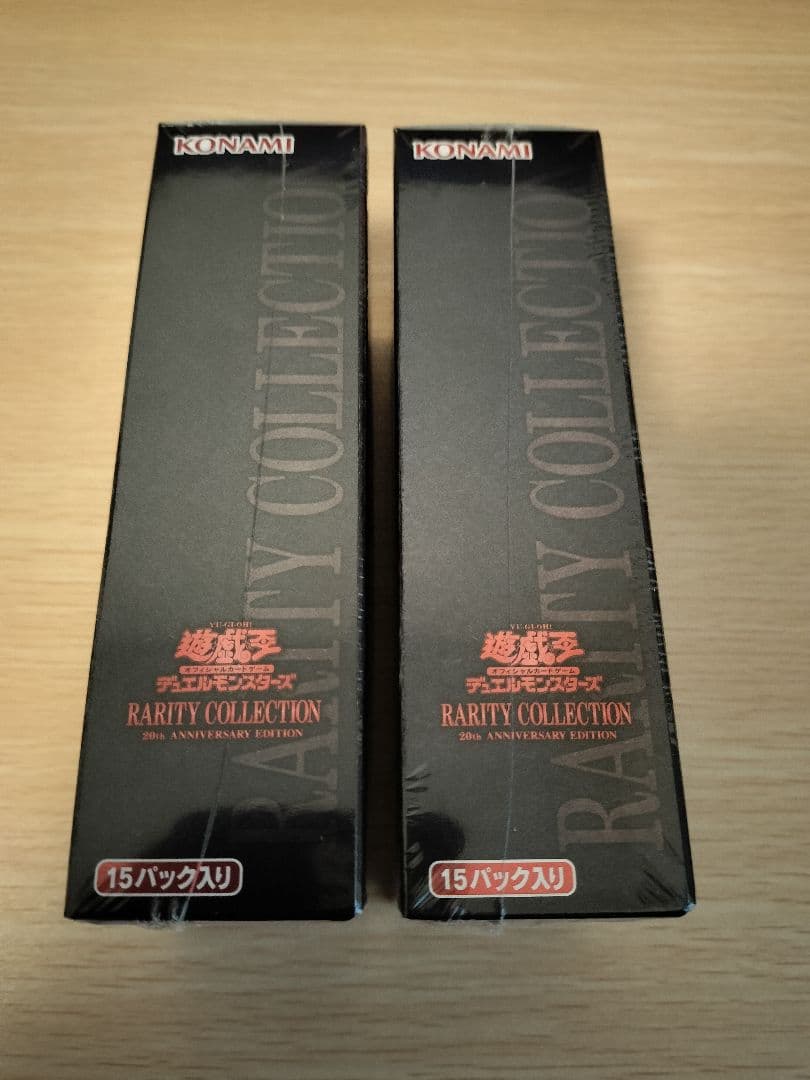 KONAMI
RARITY COLLECTION
YU-GI-OH!
遊戯王
オフィシャルカードゲーム
デュエルモンスターズ
RARITY COLLECTION
20th ANNIVERSARY EDITION
15パック入り
KONAMI
RARITY COLLECTION
YU-GI-OH!
遊戯王
オフィシャルカードゲーム
デュエルモンスターズ
RARITY COLLECTION
20th ANNIVERSARY EDITION
15パック入り